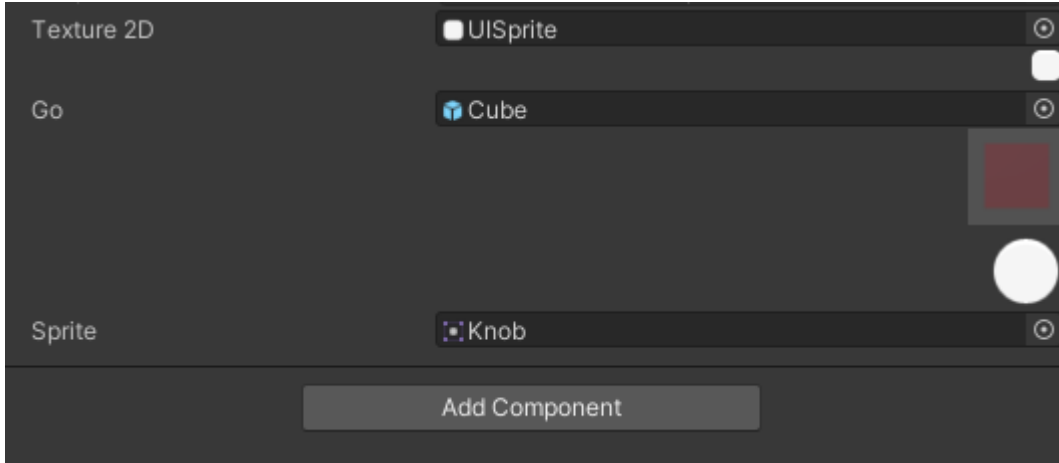 Texture 2D UISprite
Go Cube
Sprite Knob
Add Component